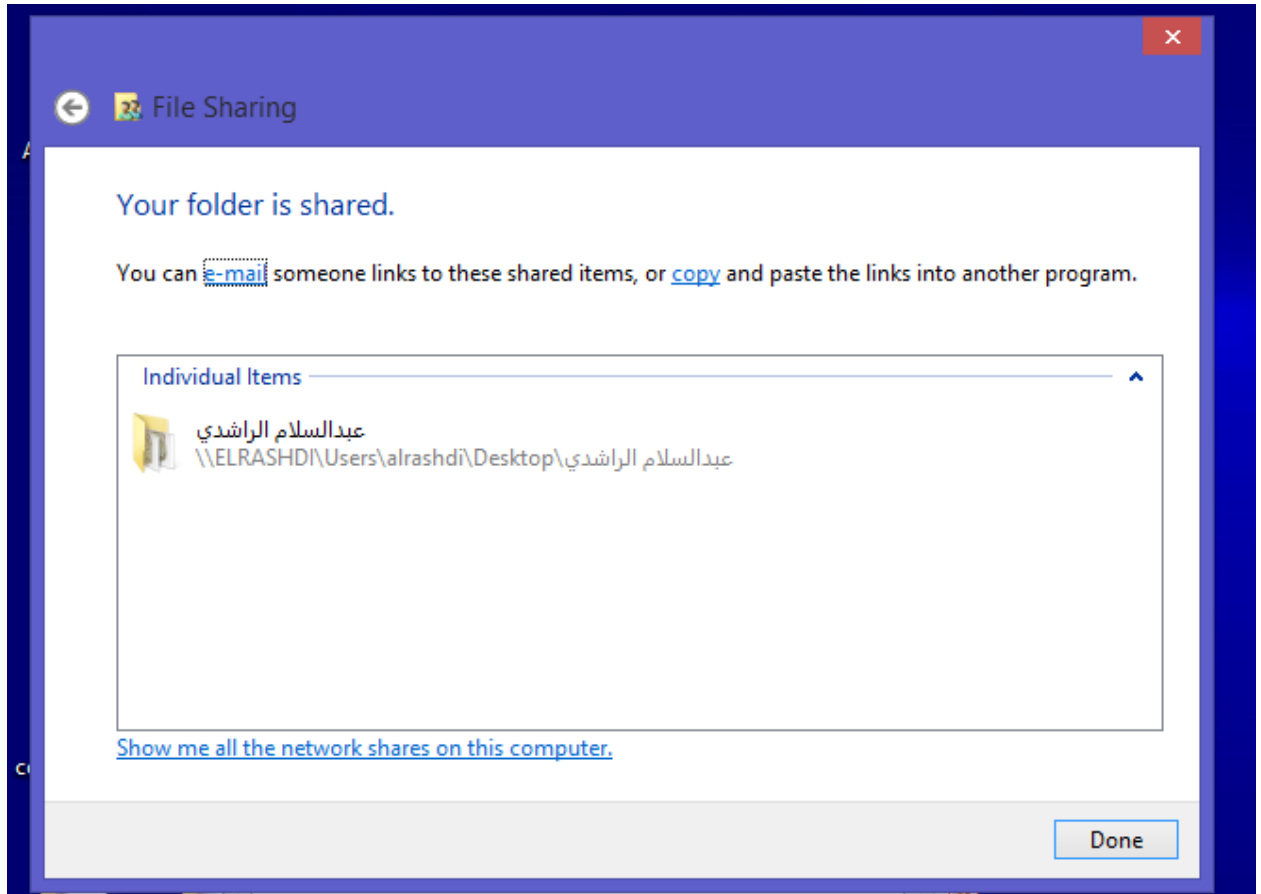 File Sharing
Your folder is shared.
You can e-mail someone links to these shared items, or copy and paste the links into another program.
Individual Items
عبدالسلام الراشدي
\\ELRASHDI\Users\alrashdi\Desktop\عبدالسلام الراشدي
Show me all the network shares on this computer.
Done